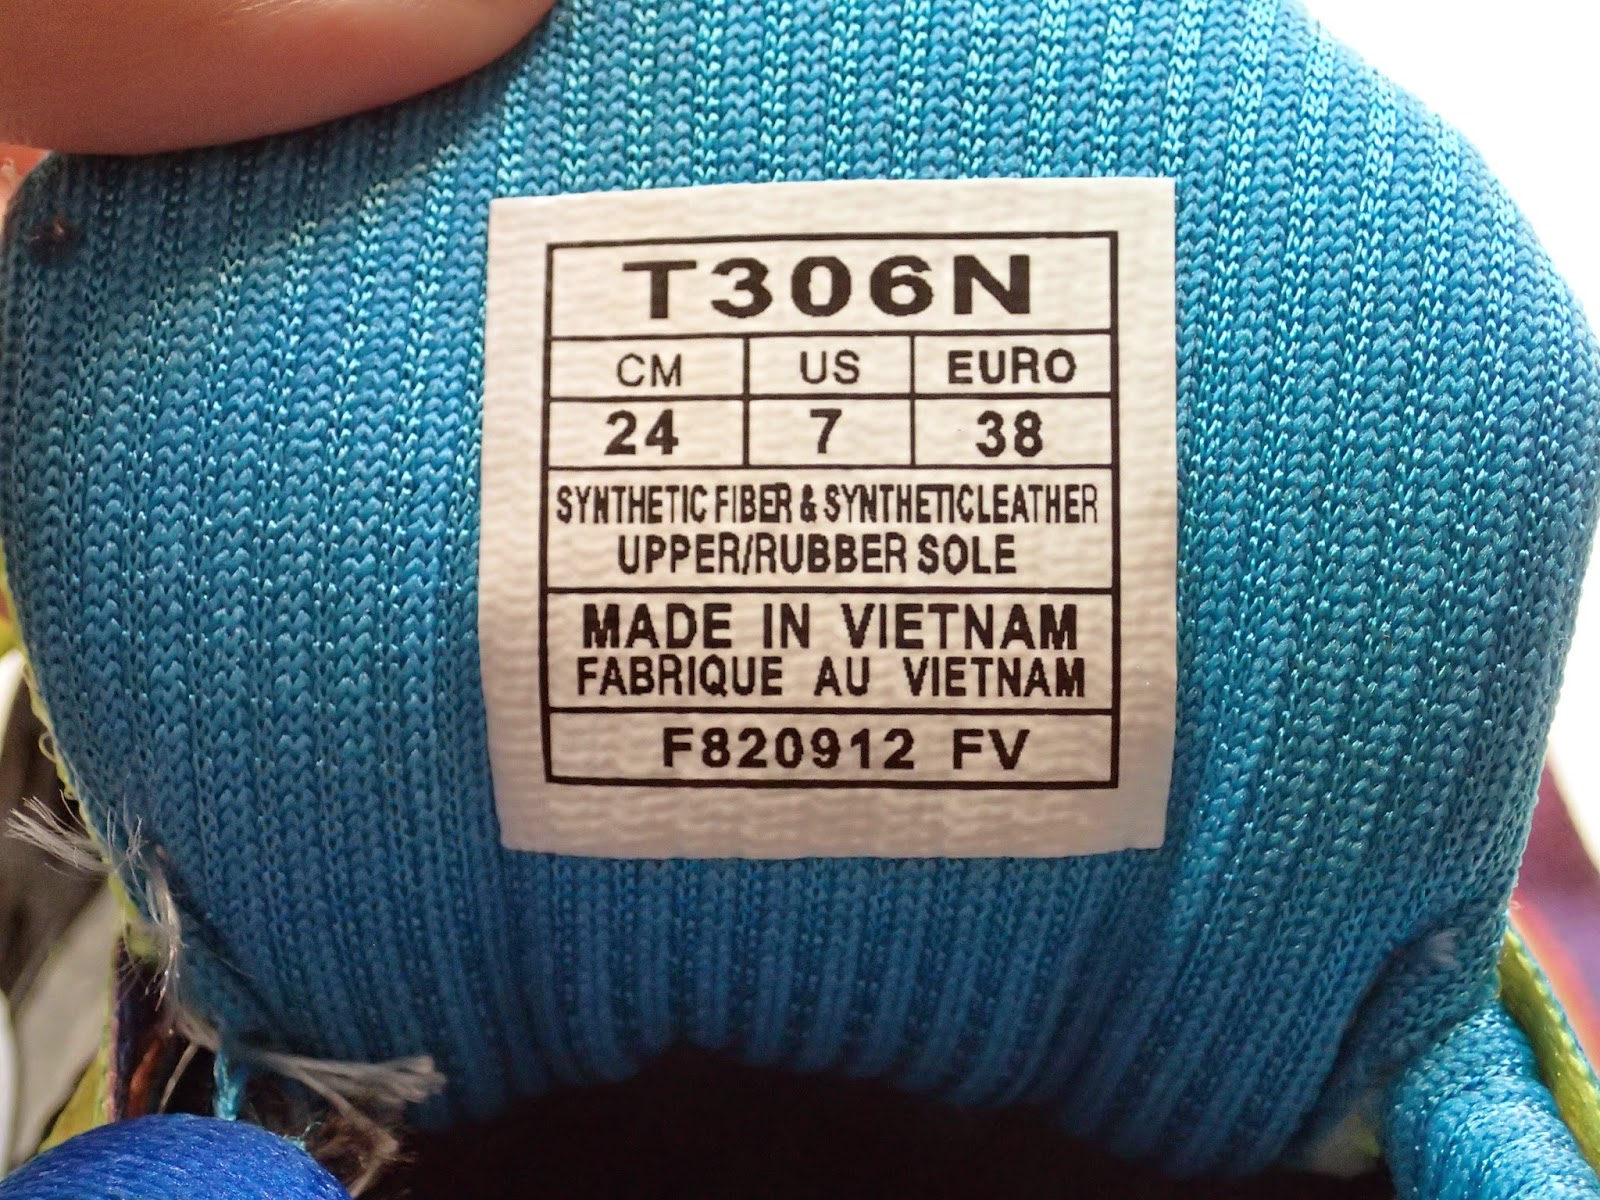 T306N
CM US EURO
24 7 38
SYNTHETIC FIBER & SYNTHETICLEATHER
UPPER/RUBBER SOLE
MADE IN VIETNAM
FABRIQUE AU VIETNAM
F820912 FV